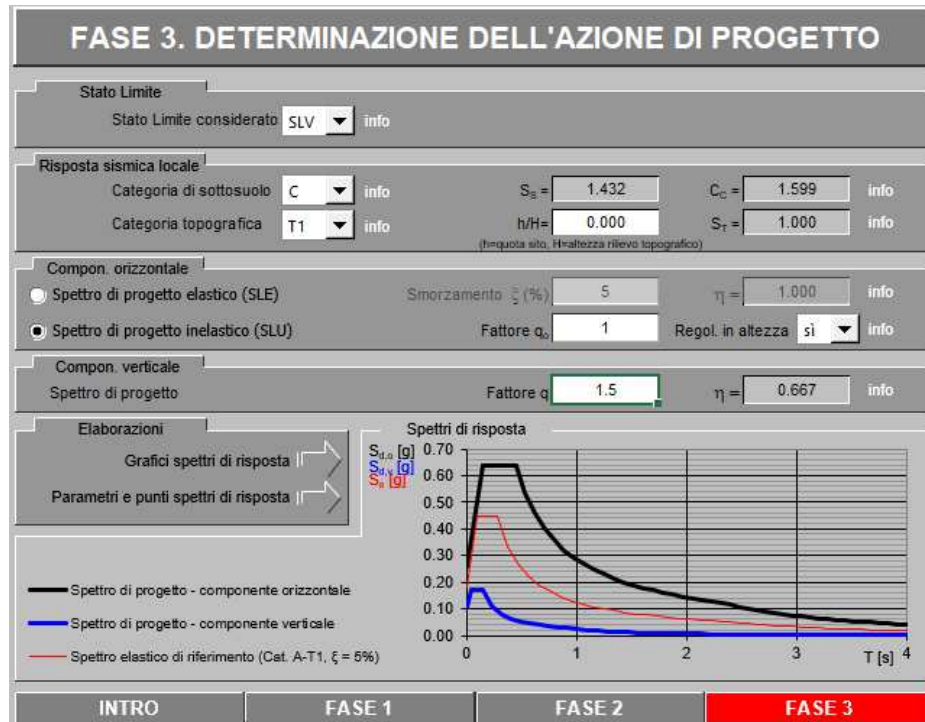 FASE 3. DETERMINAZIONE DELL'AZIONE DI PROGETTO
Stato Limite
Stato Limite considerato SLV info
Risposta sismica locale
Categoria di sottosuolo C info SS = 1.432 CC = 1.599 info
Categoria topografica T1 info h/H= 0.000 ST = 1.000 info
(h=quota sito, H=altezza rilievo topografico)
Compon. orizzontale
Spettro di progetto elastico (SLE) Smorzamento ξ (%) 5 η = 1.000 info
Spettro di progetto inelastico (SLU) Fattore qo 1 Regol. in altezza sì info
Compon. verticale
Spettro di progetto Fattore q 1.5 η = 0.667 info
Elaborazioni
Grafici spettri di risposta
Parametri e punti spettri di risposta
Spettri di risposta
Sd,o [g]
Sd,v [g]
Se [g]
0.70
0.60
0.50
0.40
0.30
0.20
0.10
0.00
0 1 2 3 4
T [s]
Spettro di progetto - componente orizzontale
Spettro di progetto - componente verticale
Spettro elastico di riferimento (Cat. A-T1, ξ = 5%)
INTRO FASE 1 FASE 2 FASE 3